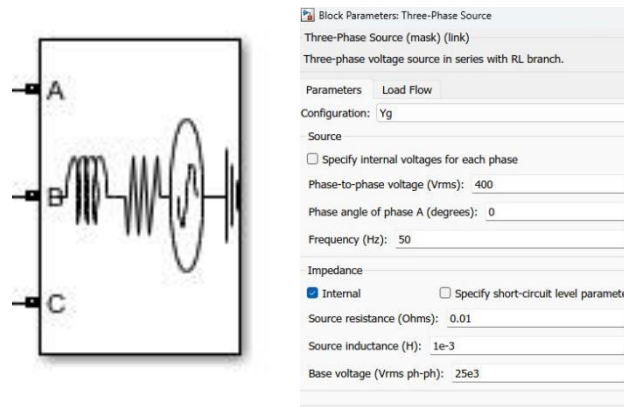 A
B
C
Block Parameters: Three-Phase Source
Three-Phase Source (mask) (link)
Three-phase voltage source in series with RL branch.
Parameters Load Flow
Configuration: Yg
Source
Specify internal voltages for each phase
Phase-to-phase voltage (Vrms): 400
Phase angle of phase A (degrees): 0
Frequency (Hz): 50
Impedance
Internal Specify short-circuit level paramete
Source resistance (Ohms): 0.01
Source inductance (H): 1e-3
Base voltage (Vrms ph-ph): 25e3